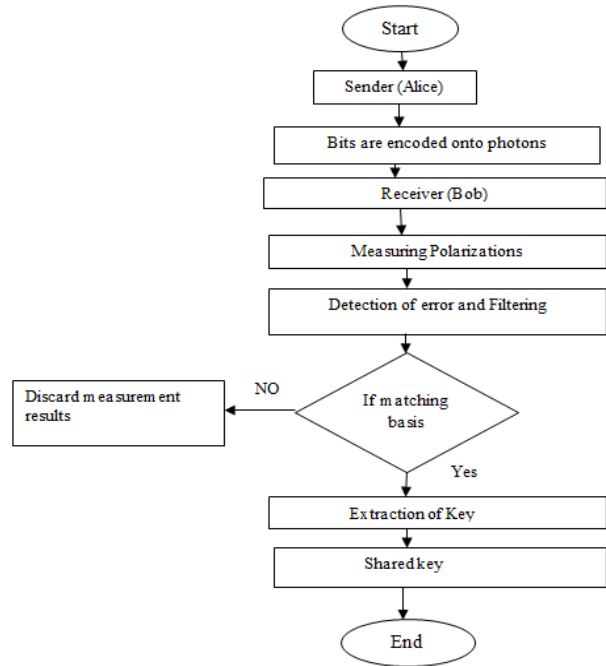 Start
Sender (Alice)
Bits are encoded onto photons
Receiver (Bob)
Measuring Polarizations
Detection of error and Filtering
If matching
basis
NO
Discard measurement
results
Yes
Extraction of Key
Shared key
End